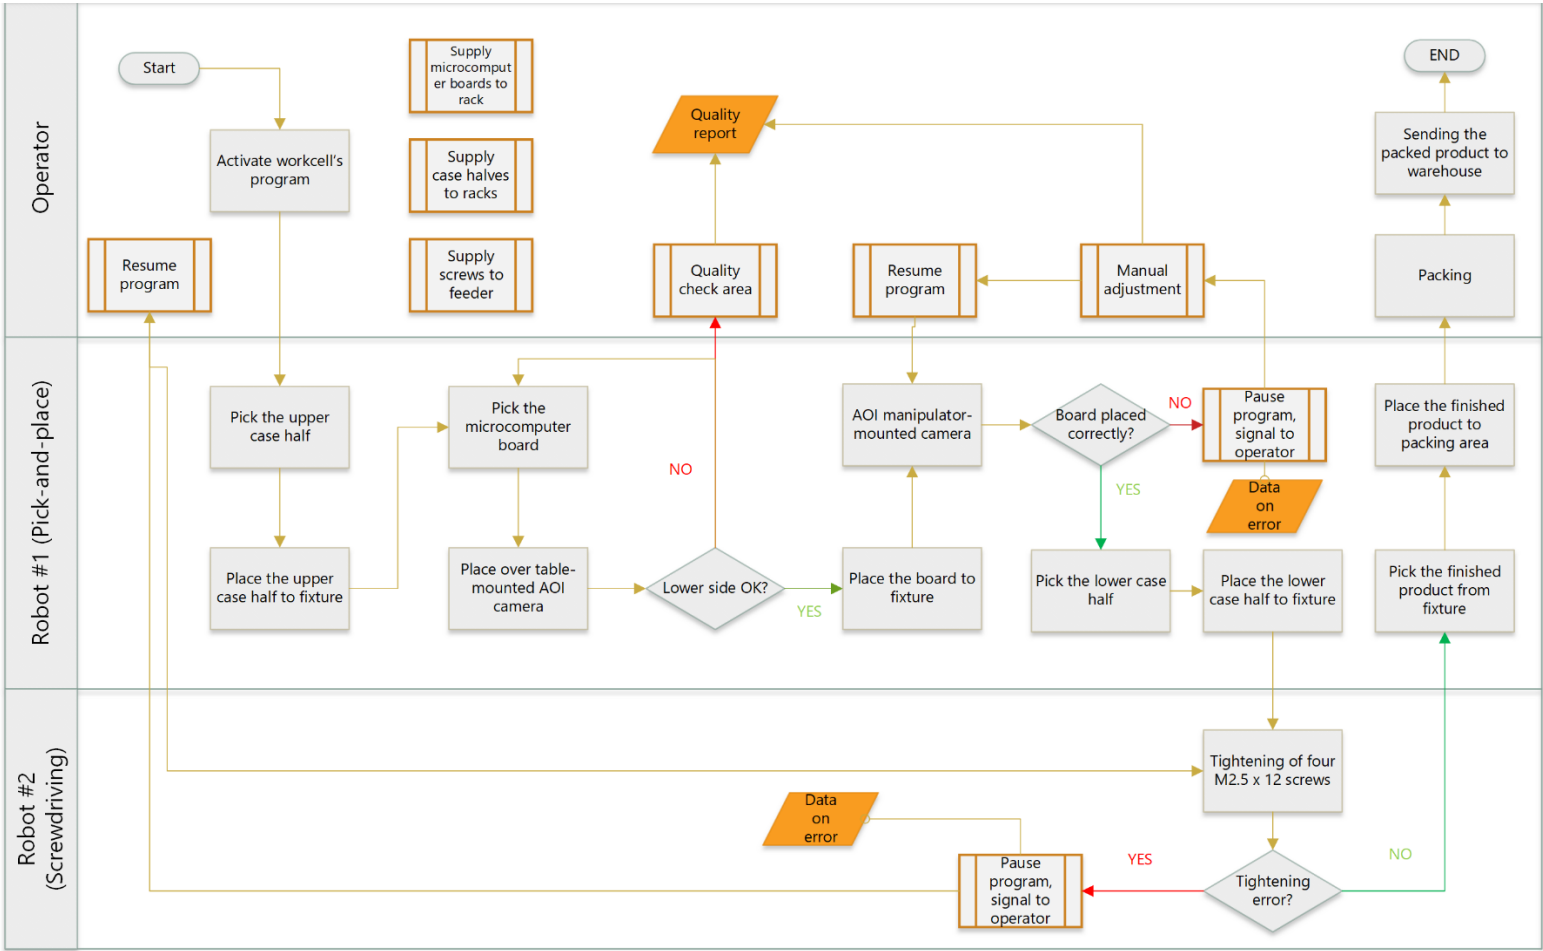 Operator
Start
Activate workcell's
program
Resume
program
Supply
microcomput
er boards to
rack
Supply
case halves
to racks
Supply
screws to
feeder
Quality
report
Quality
check area
Resume
program
Manual
adjustment
END
Sending the
packed product to
warehouse
Packing
Robot #1 (Pick-and-place)
Pick the upper
case half
Place the upper
case half to fixture
Pick the
microcomputer
board
Place over table-
mounted AOI
camera
NO
Lower side OK?
YES
AOI manipulator-
mounted camera
Place the board to
fixture
Board placed
correctly?
NO
YES
Pause
program,
signal to
operator
Data
on
error
Pick the lower case
half
Place the lower
case half to fixture
Place the finished
product to
packing area
Pick the finished
product from
fixture
Robot #2
(Screwdriving)
Tightening of four
M2.5 x 12 screws
Data
on
error
Pause
program,
signal to
operator
YES
Tightening
error?
NO